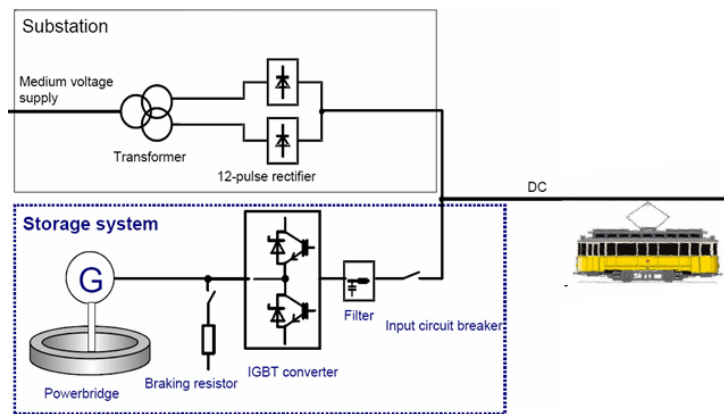 Substation
Medium voltage
supply
Transformer
12-pulse rectifier
DC
Storage system
G
Filter
Input circuit breaker
IGBT converter
Braking resistor
Powerbridge